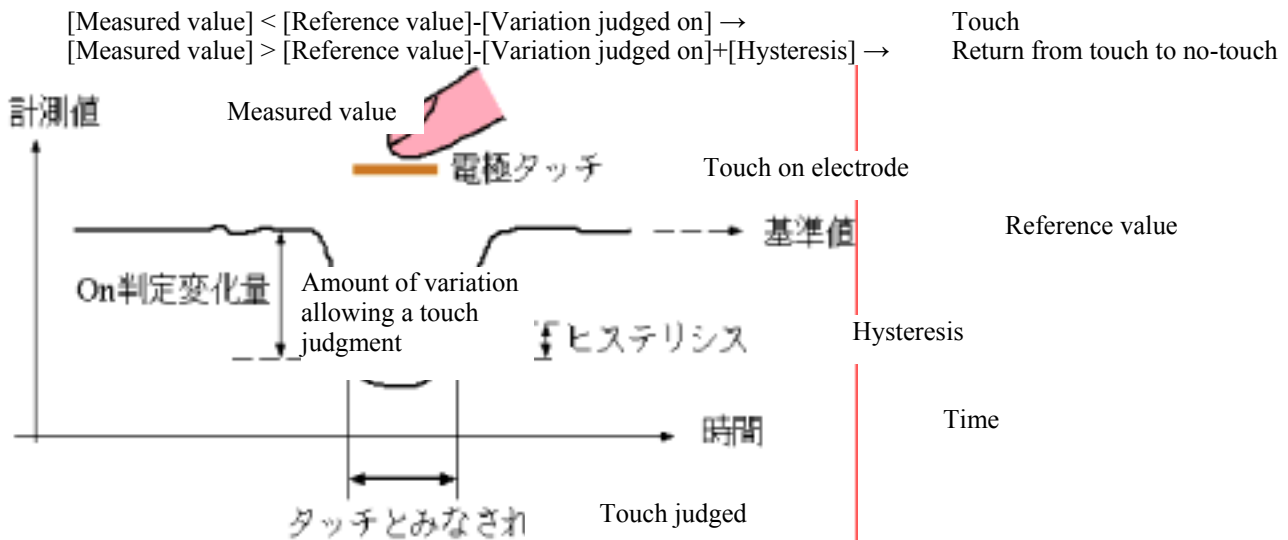 [Measured value] < [Reference value]-[Variation judged on] → Touch
[Measured value] > [Reference value]-[Variation judged on]+[Hysteresis] → Return from touch to no-touch
計測値
Measured value
電極タッチ
Touch on electrode
基準値
Reference value
On判定変化量
Amount of variation
allowing a touch
judgment
ヒステリシス
Hysteresis
時間
Time
タッチとみなされ
Touch judged